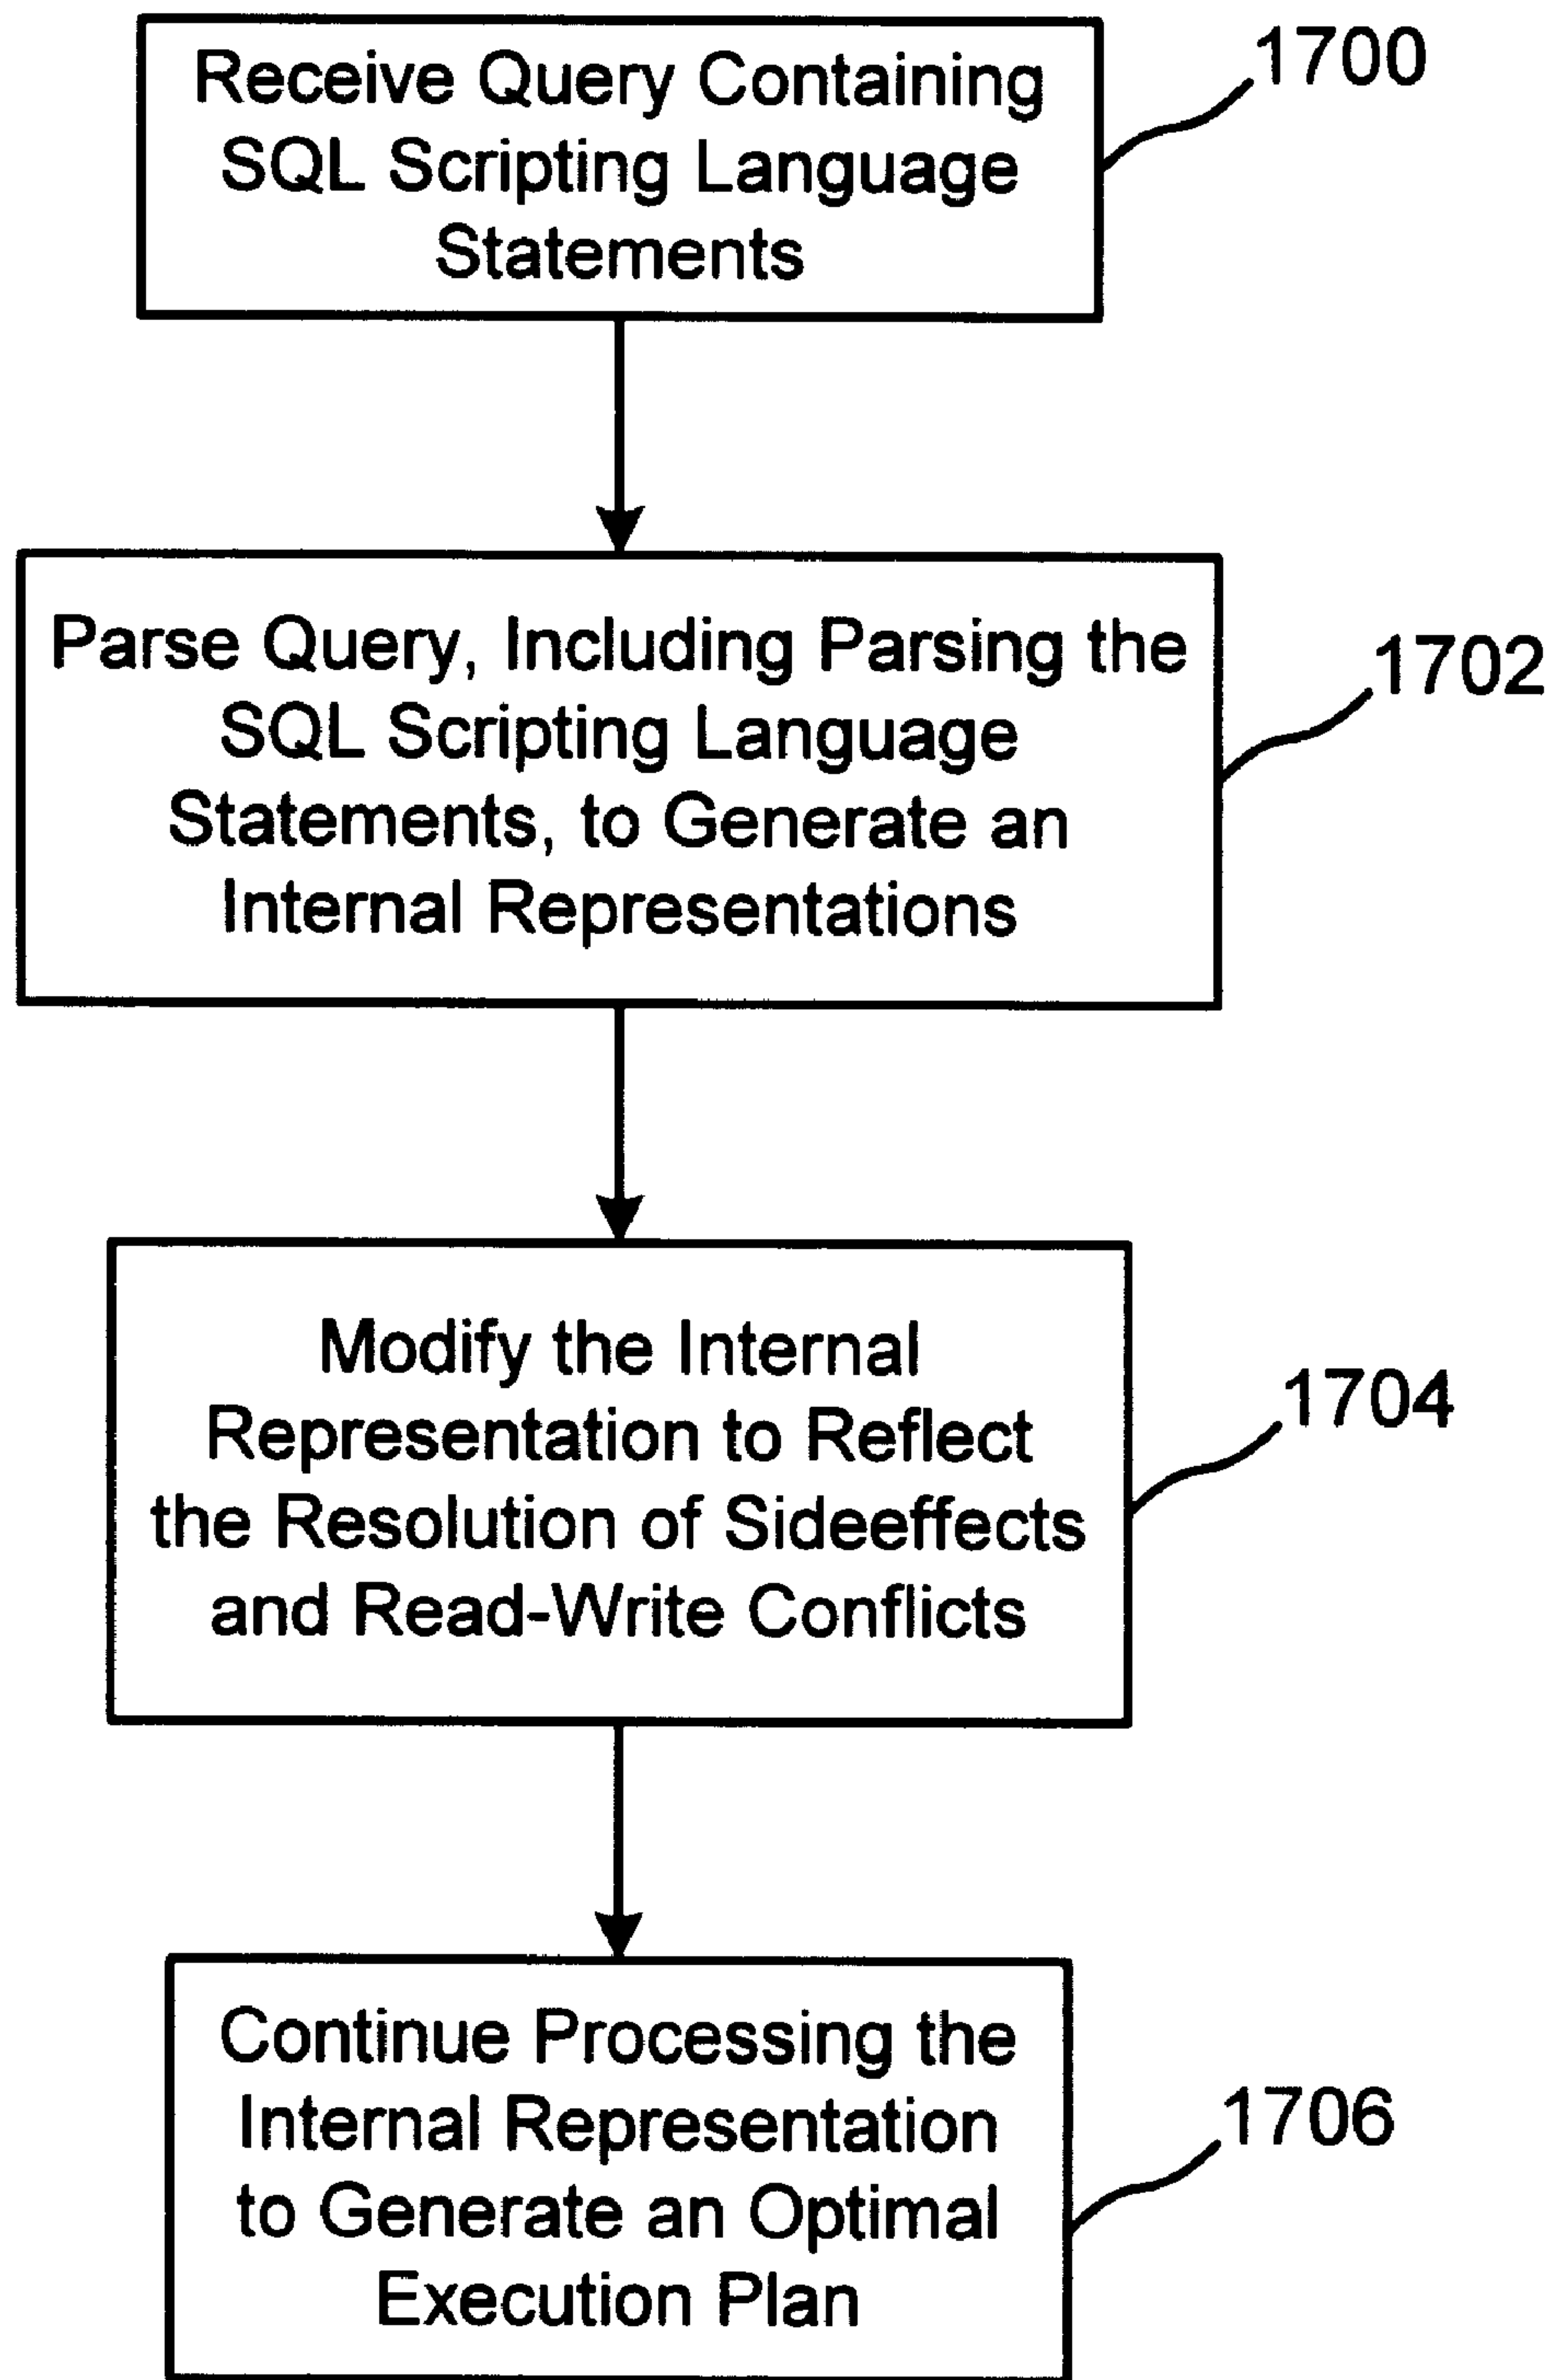 Receive Query Containing
SQL Scripting Language
Statements
1700
Parse Query, Including Parsing the
SQL Scripting Language
Statements, to Generate an
Internal Representations
1702
Modify the Internal
Representation to Reflect
the Resolution of Sideeffects
and Read-Write Conflicts
1704
Continue Processing the
Internal Representation
to Generate an Optimal
Execution Plan
1706